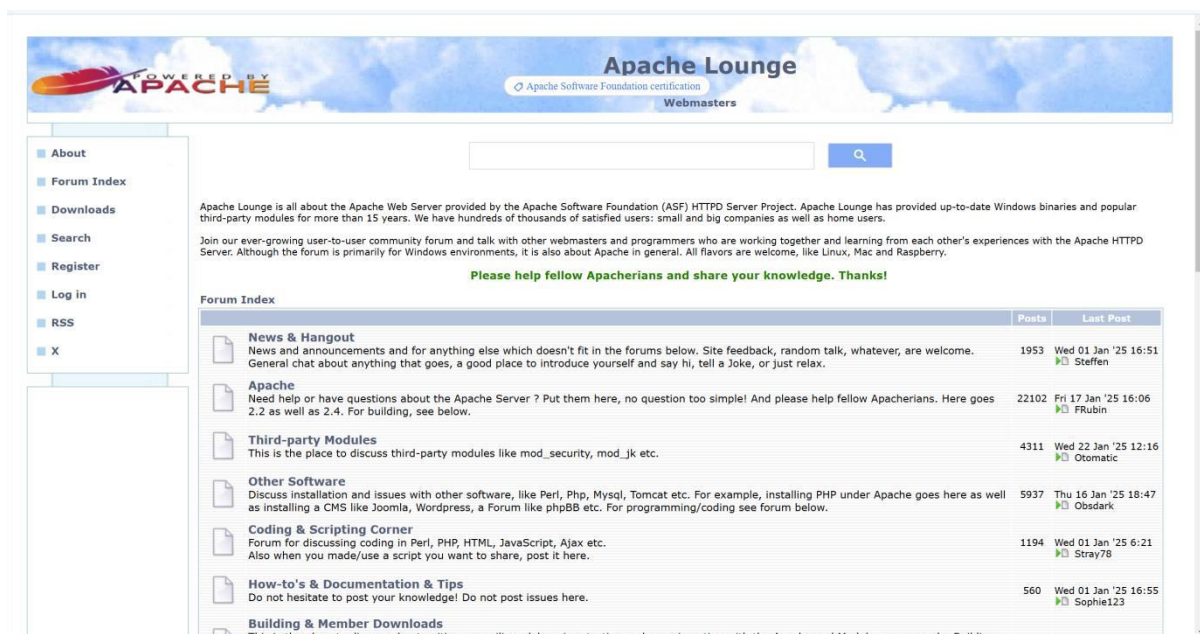 POWERED BY
APACHE
Apache Lounge
Apache Software Foundation certification
Webmasters
About
Forum Index
Downloads
Search
Register
Log in
RSS
X
Apache Lounge is all about the Apache Web Server provided by the Apache Software Foundation (ASF) HTTPD Server Project. Apache Lounge has provided up-to-date Windows binaries and popular
third-party modules for more than 15 years. We have hundreds of thousands of satisfied users: small and big companies as well as home users.
Join our ever-growing user-to-user community forum and talk with other webmasters and programmers who are working together and learning from each other's experiences with the Apache HTTPD
Server. Although the forum is primarily for Windows environments, it is also about Apache in general. All flavors are welcome, like Linux, Mac and Raspberry.
Please help fellow Apacherians and share your knowledge. Thanks!
Forum Index
Posts Last Post
News & Hangout
News and announcements and for anything else which doesn't fit in the forums below. Site feedback, random talk, whatever, are welcome. 1953 Wed 01 Jan '25 16:51
General chat about anything that goes, a good place to introduce yourself and say hi, tell a Joke, or just relax. Steffen
Apache
Need help or have questions about the Apache Server ? Put them here, no question too simple! And please help fellow Apacherians. Here goes 22102 Fri 17 Jan '25 16:06
2.2 as well as 2.4. For building, see below. FRubin
Third-party Modules
This is the place to discuss third-party modules like mod_security, mod_jk etc. 4311 Wed 22 Jan '25 12:16
Otomatic
Other Software
Discuss installation and issues with other software, like Perl, Php, Mysql, Tomcat etc. For example, installing PHP under Apache goes here as well 5937 Thu 16 Jan '25 18:47
as installing a CMS like Joomla, Wordpress, a Forum like phpBB etc. For programming/coding see forum below. Obsdark
Coding & Scripting Corner
Forum for discussing coding in Perl, PHP, HTML, JavaScript, Ajax etc. 1194 Wed 01 Jan '25 6:21
Also when you made/use a script you want to share, post it here. Stray78
How-to's & Documentation & Tips
Do not hesitate to post your knowledge! Do not post issues here. 560 Wed 01 Jan '25 16:55
Sophie123
Building & Member Downloads